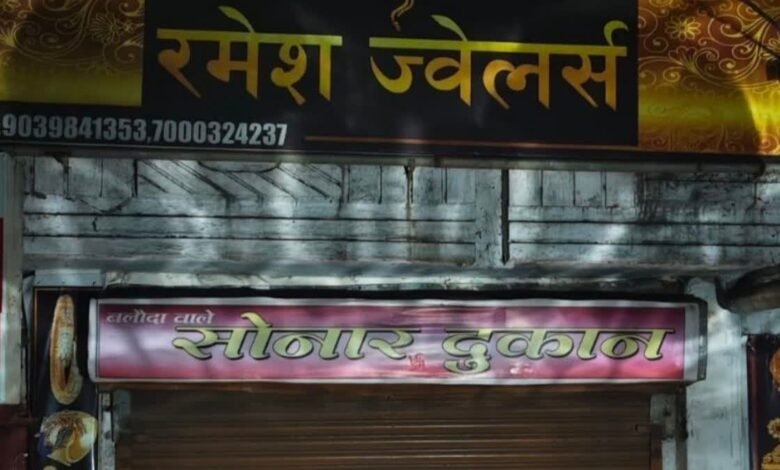 रमेश ज्वेलर्स
9039841353,7000324237
बलौदा वाले
सोनार दुकान